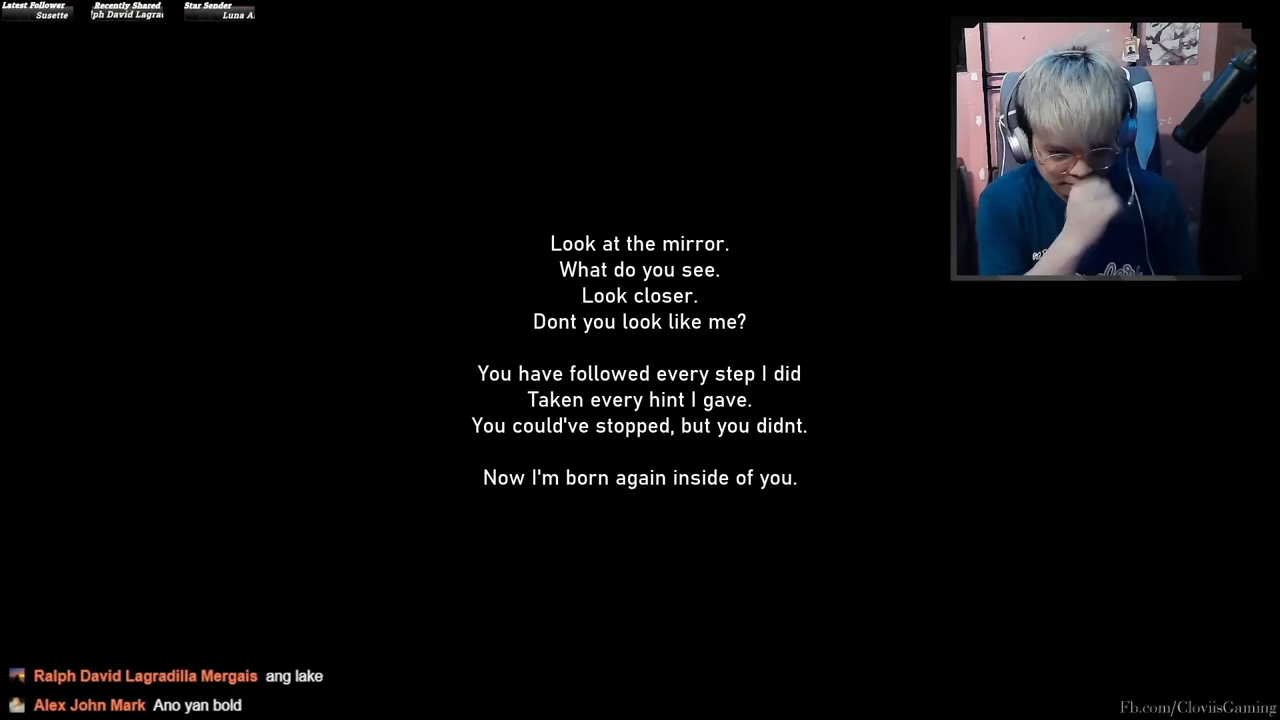 Latest Follower
Susette
Recently Shared
ph David Lagra
Star Sender
Luna A
Look at the mirror.
What do you see.
Look closer.
Dont you look like me?
You have followed every step I did
Taken every hint I gave.
You could've stopped, but you didnt.
Now I'm born again inside of you.
Ralph David Lagradilla Mergais ang lake
Alex John Mark Ano yan bold
Fb.com/CloviisGaming